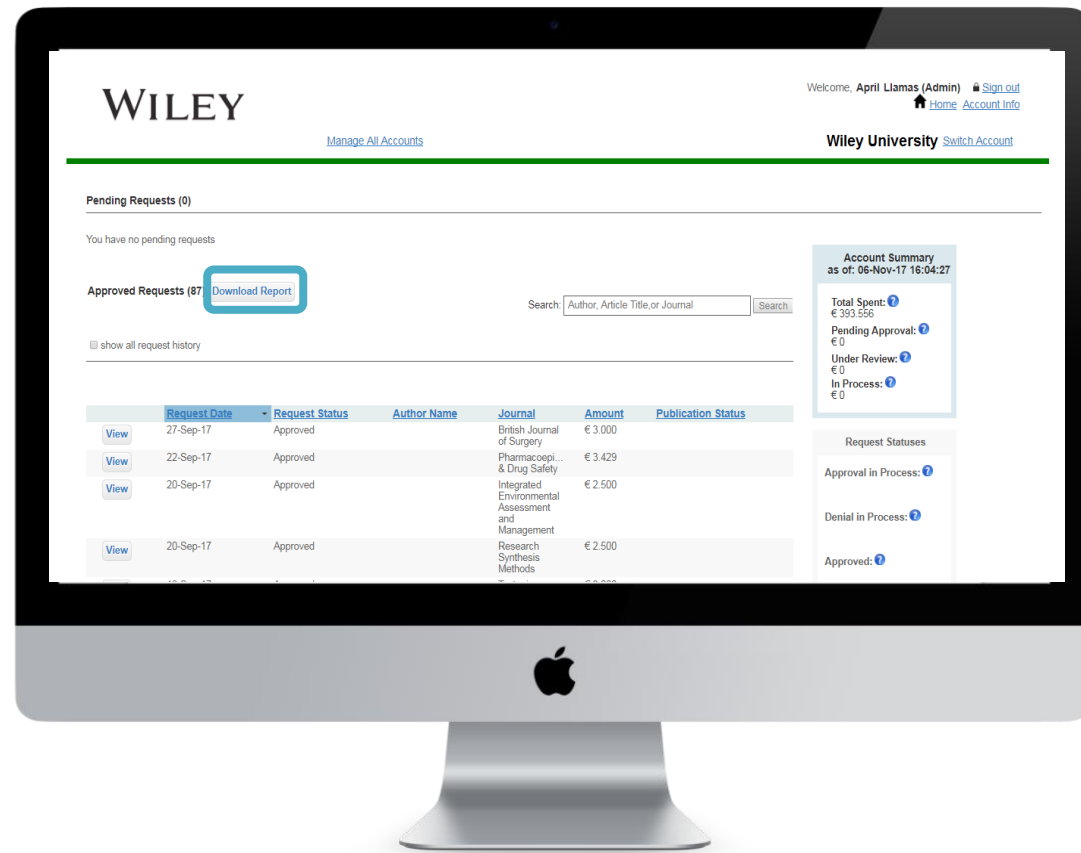 WILEY
Welcome, April Llamas (Admin) Sign out
Home Account Info
Manage All Accounts
Wiley University Switch Account
Pending Requests (0)
You have no pending requests
Account Summary
as of: 06-Nov-17 16:04:27
Approved Requests (87 Download Report
Search: Author, Article Title,or Journal Search
Total Spent: ?
€ 393.556
Pending Approval: ?
€ 0
Under Review: ?
€ 0
In Process: ?
€ 0
show all request history
Request Date Request Status Author Name Journal Amount Publication Status
View 27-Sep-17 Approved British Journal € 3.000
of Surgery
View 22-Sep-17 Approved Pharmacoepi... € 3.429
& Drug Safety
View 20-Sep-17 Approved Integrated € 2.500
Environmental
Assessment
and
Management
View 20-Sep-17 Approved Research € 2.500
Synthesis
Methods
Request Statuses
Approval in Process: ?
Denial in Process: ?
Approved: ?